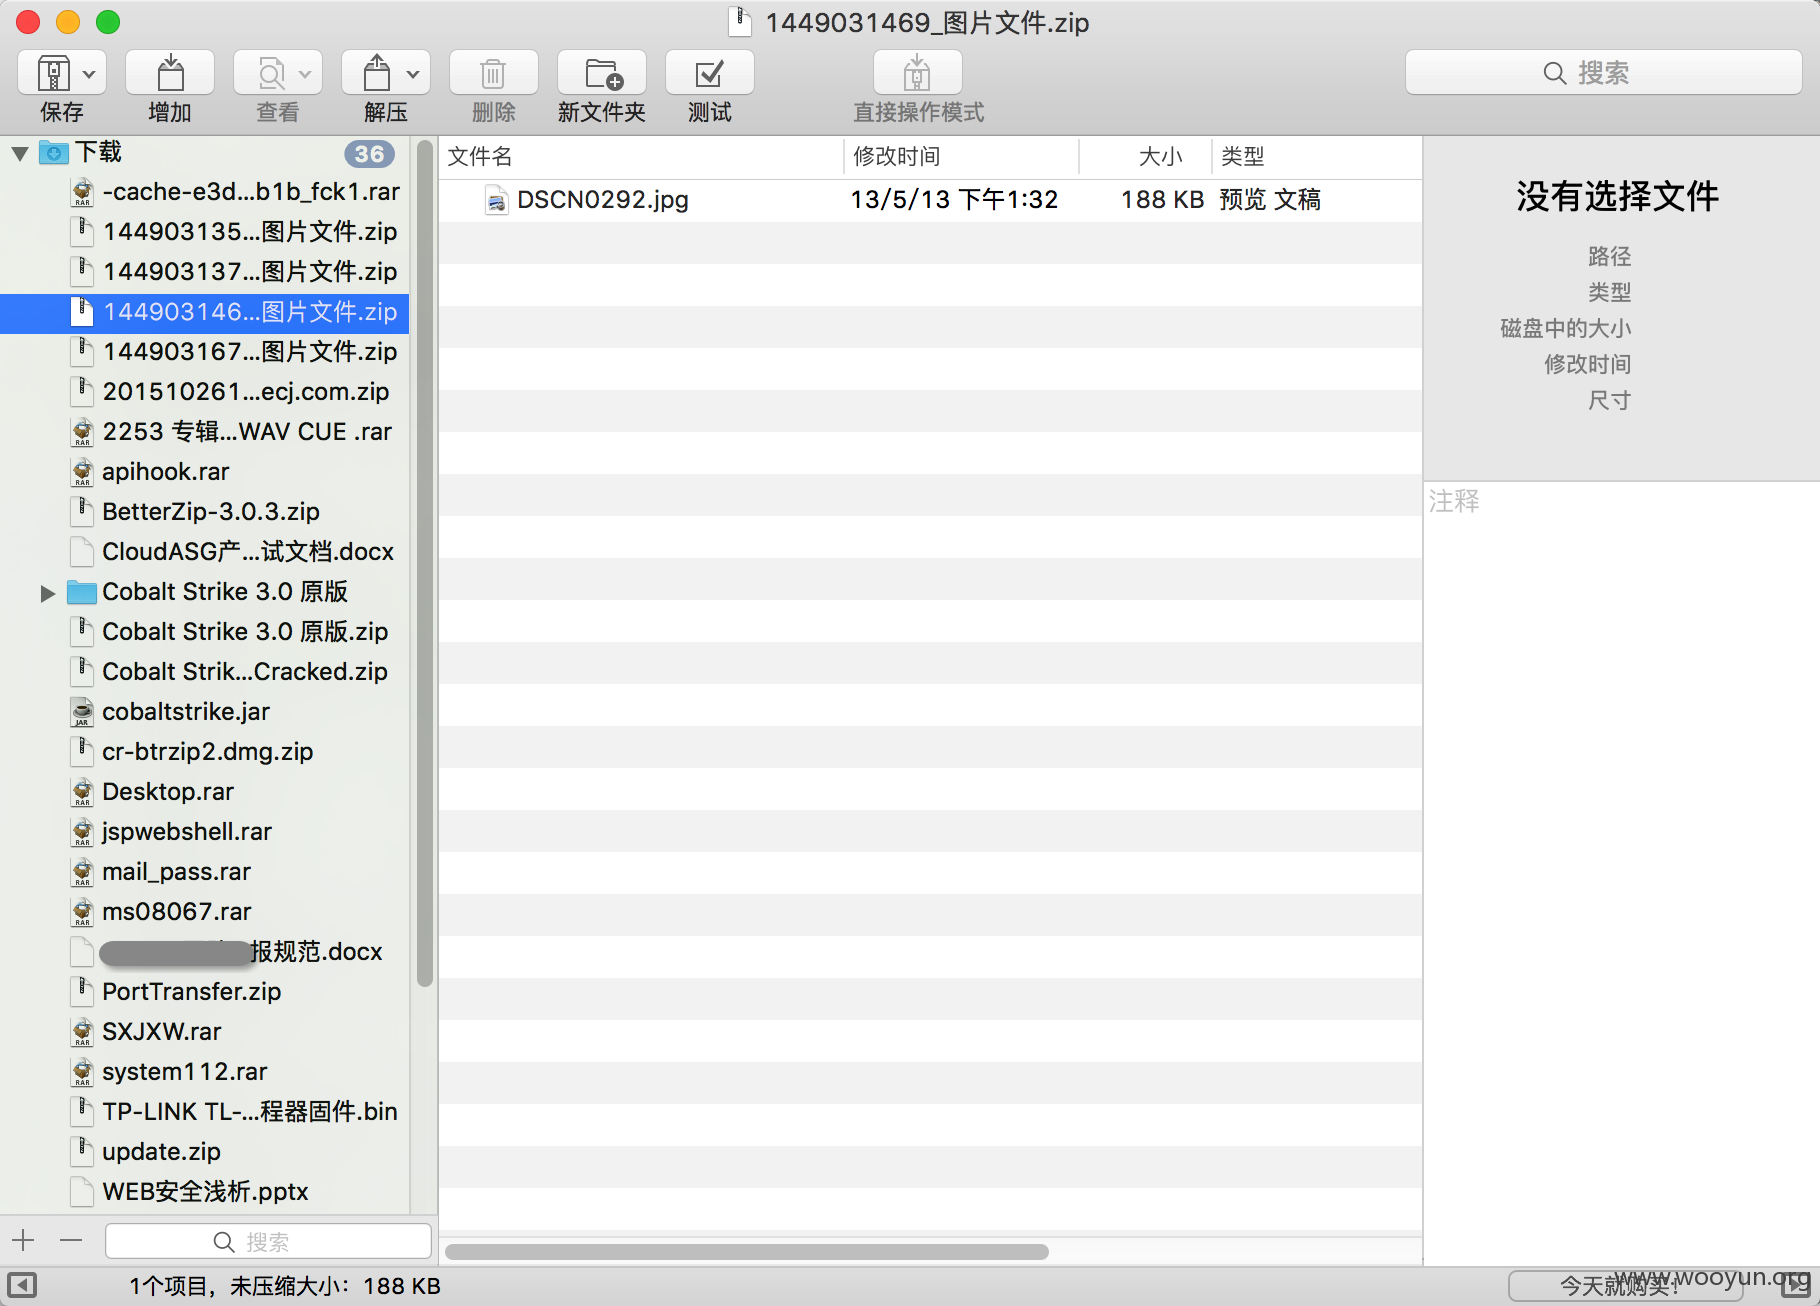 1449031469_图片文件.zip
保存
增加
查看
解压
删除
新文件夹
测试
直接操作模式
搜索
下载
36
-cache-e3d...b1b_fck1.rar
144903135...图片文件.zip
144903137...图片文件.zip
144903146...图片文件.zip
144903167...图片文件.zip
201510261...ecj.com.zip
2253 专辑...WAV CUE .rar
apihook.rar
BetterZip-3.0.3.zip
CloudASG产...试文档.docx
Cobalt Strike 3.0 原版
Cobalt Strike 3.0 原版.zip
Cobalt Strik...Cracked.zip
cobaltstrike.jar
cr-btrzip2.dmg.zip
Desktop.rar
jspwebshell.rar
mail_pass.rar
ms08067.rar
报规范.docx
PortTransfer.zip
SXJXW.rar
system112.rar
TP-LINK TL-...程器固件.bin
update.zip
WEB安全浅析.pptx
搜索
文件名 修改时间 大小 类型
DSCN0292.jpg 13/5/13 下午1:32 188 KB 预览 文稿
没有选择文件
路径
类型
磁盘中的大小
修改时间
尺寸
注释
1个项目，未压缩大小：188 KB
今天就购买!
www.wooyun.org